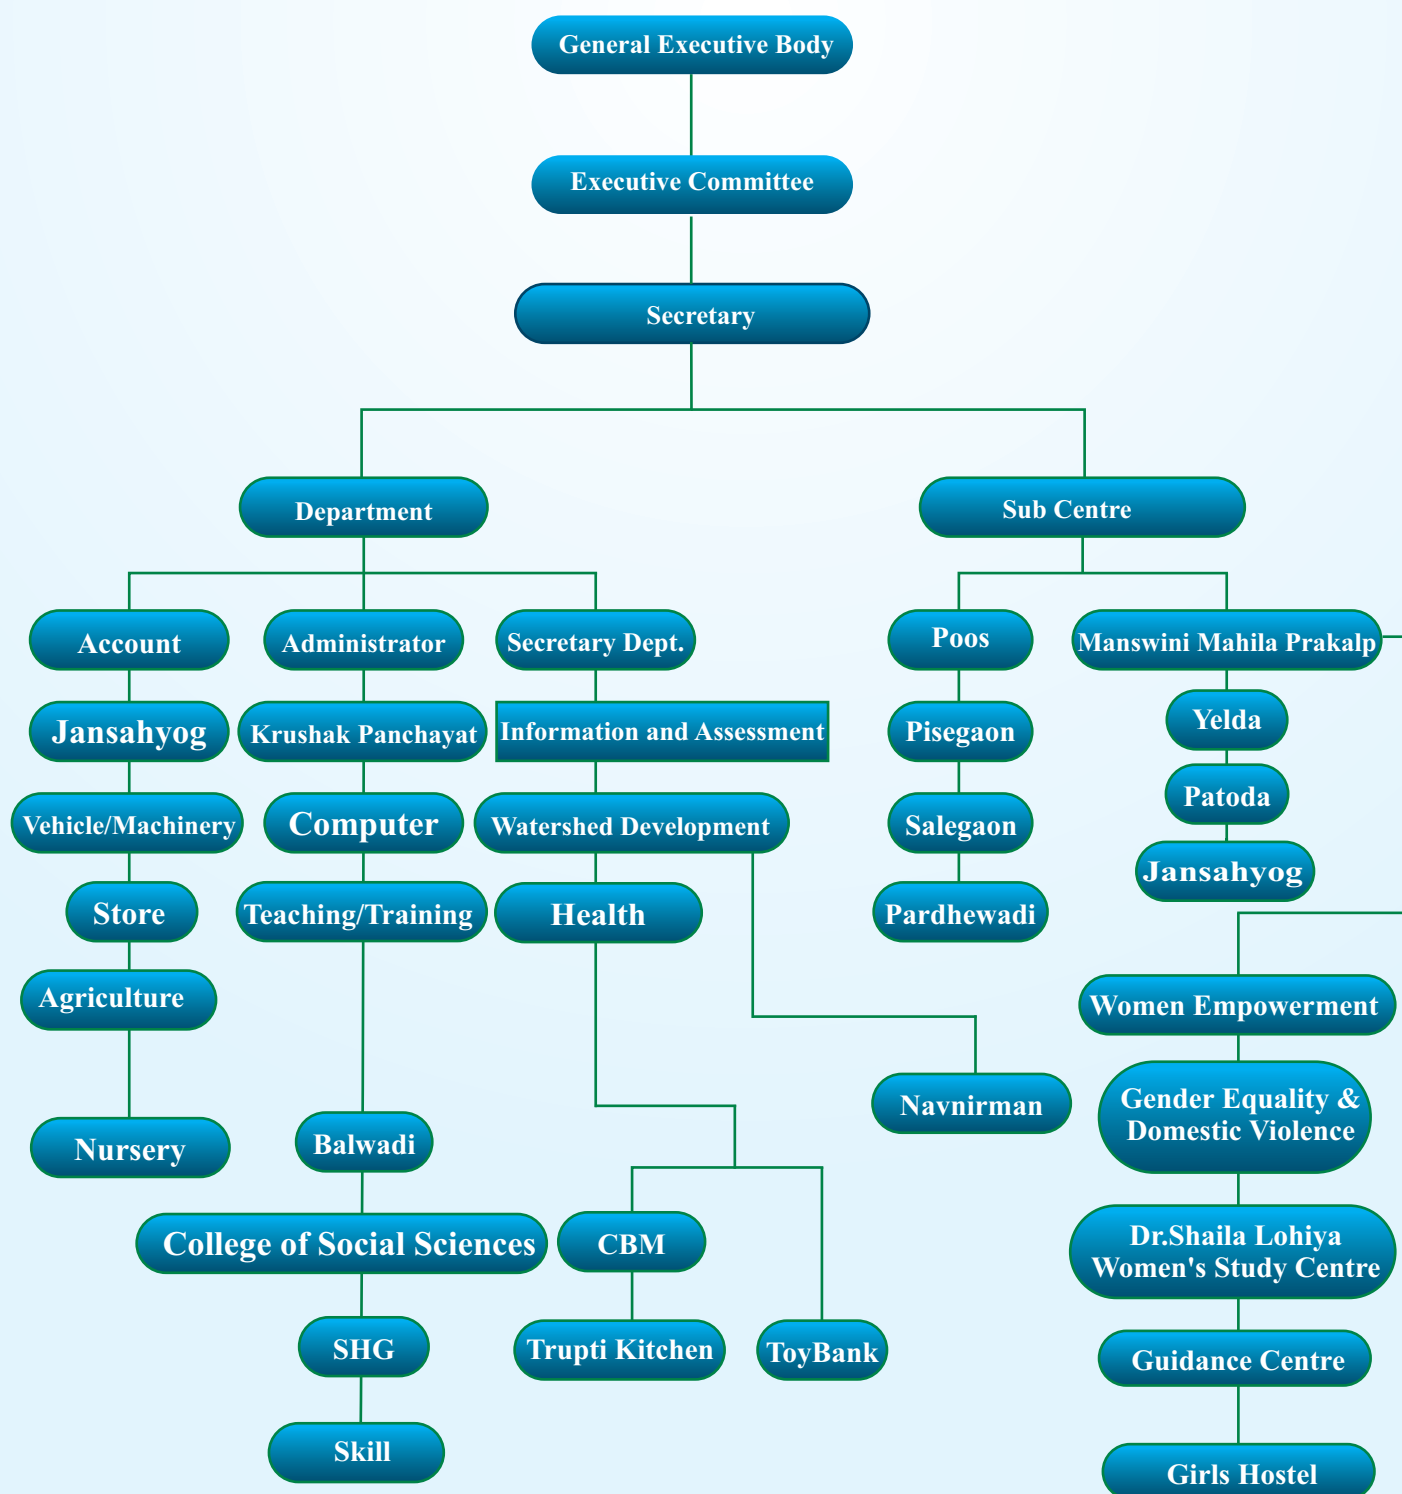 General Executive Body
Executive Committee
Secretary
Department
Sub Centre
Account
Administrator
Secretary Dept.
Poos
Manswini Mahila Prakalp
Jansahyog
Krushak Panchayat
Information and Assessment
Pisegaon
Yelda
Patoda
Vehicle/Machinery
Computer
Watershed Development
Salegaon
Jansahyog
Store
Teaching/Training
Health
Pardhewadi
Agriculture
Women Empowerment
Navnirman
Gender Equality &
Domestic Violence
Nursery
Balwadi
College of Social Sciences
CBM
Dr.Shaila Lohiya
Women's Study Centre
SHG
Trupti Kitchen
ToyBank
Guidance Centre
Skill
Girls Hostel